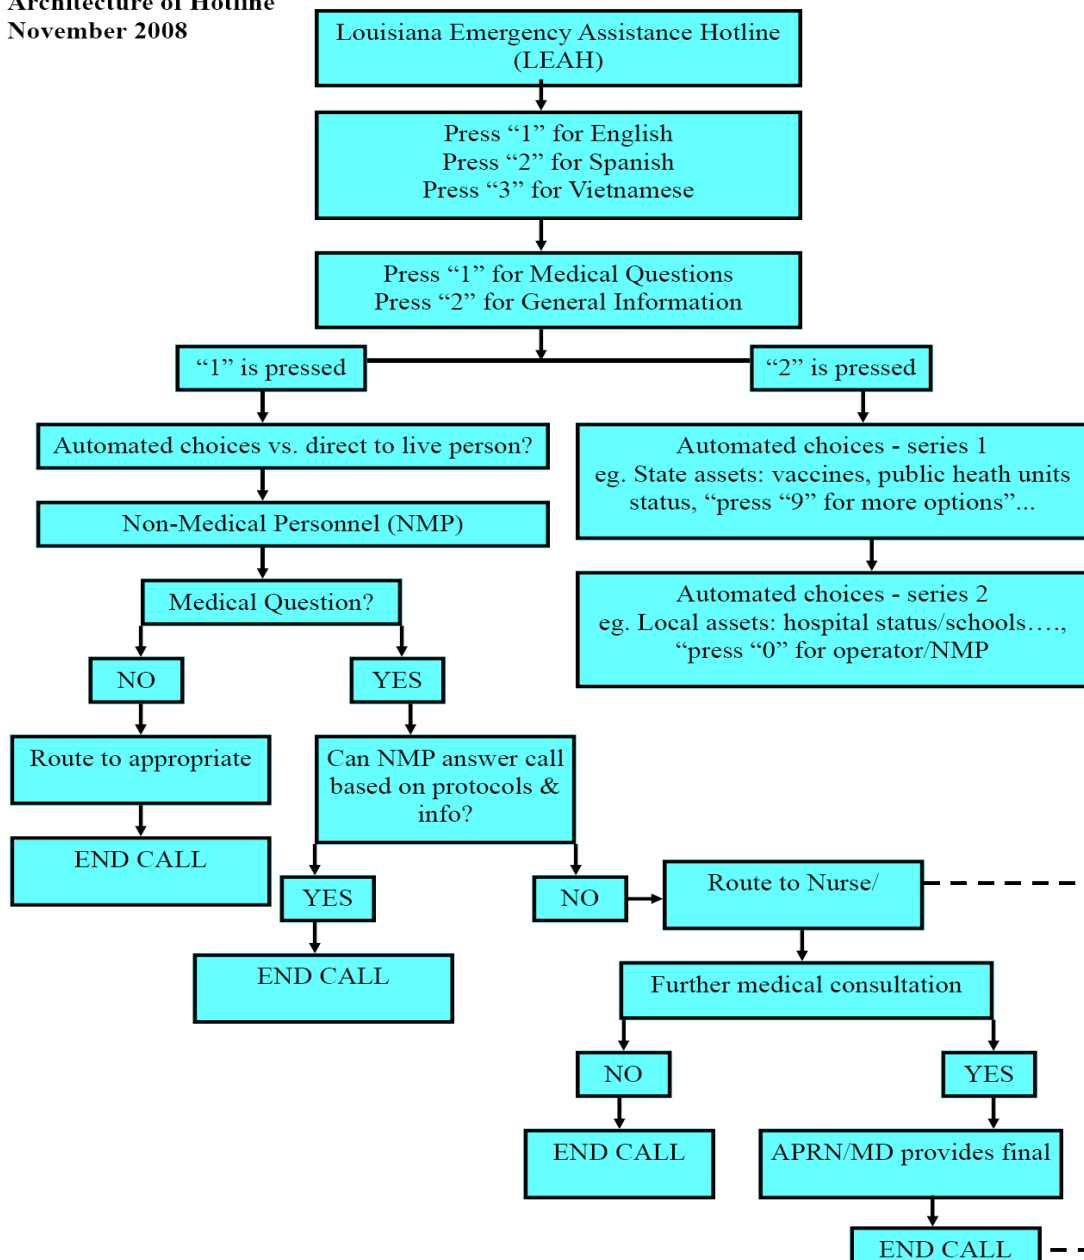 Architecture of Hotline
November 2008
Louisiana Emergency Assistance Hotline
(LEAH)
Press “1” for English
Press “2” for Spanish
Press “3” for Vietnamese
Press “1” for Medical Questions
Press “2” for General Information
“1” is pressed
“2” is pressed
Automated choices vs. direct to live person?
Automated choices - series 1
eg. State assets: vaccines, public heath units
status, “press “9” for more options”...
Non-Medical Personnel (NMP)
Automated choices - series 2
eg. Local assets: hospital status/schools….,
“press “0” for operator/NMP
Medical Question?
NO
YES
Route to appropriate
Can NMP answer call
based on protocols &
info?
END CALL
YES
NO
Route to Nurse/
END CALL
Further medical consultation
NO
YES
END CALL
APRN/MD provides final
END CALL